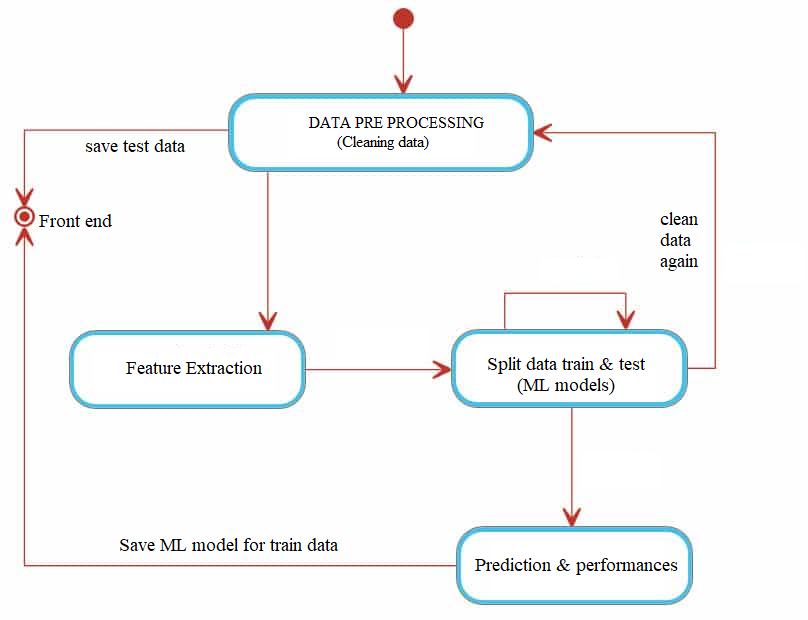 DATA PRE PROCESSING
(Cleaning data)
save test data
Front end
clean
data
again
Feature Extraction
Split data train & test
(ML models)
Save ML model for train data
Prediction & performances